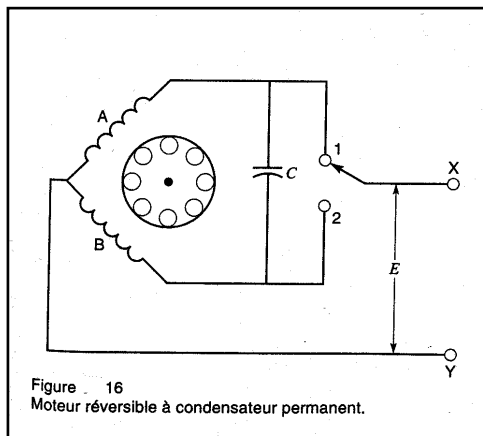 A
1
C
X
2
E
B
Y
Figure 16
Moteur réversible à condensateur permanent.